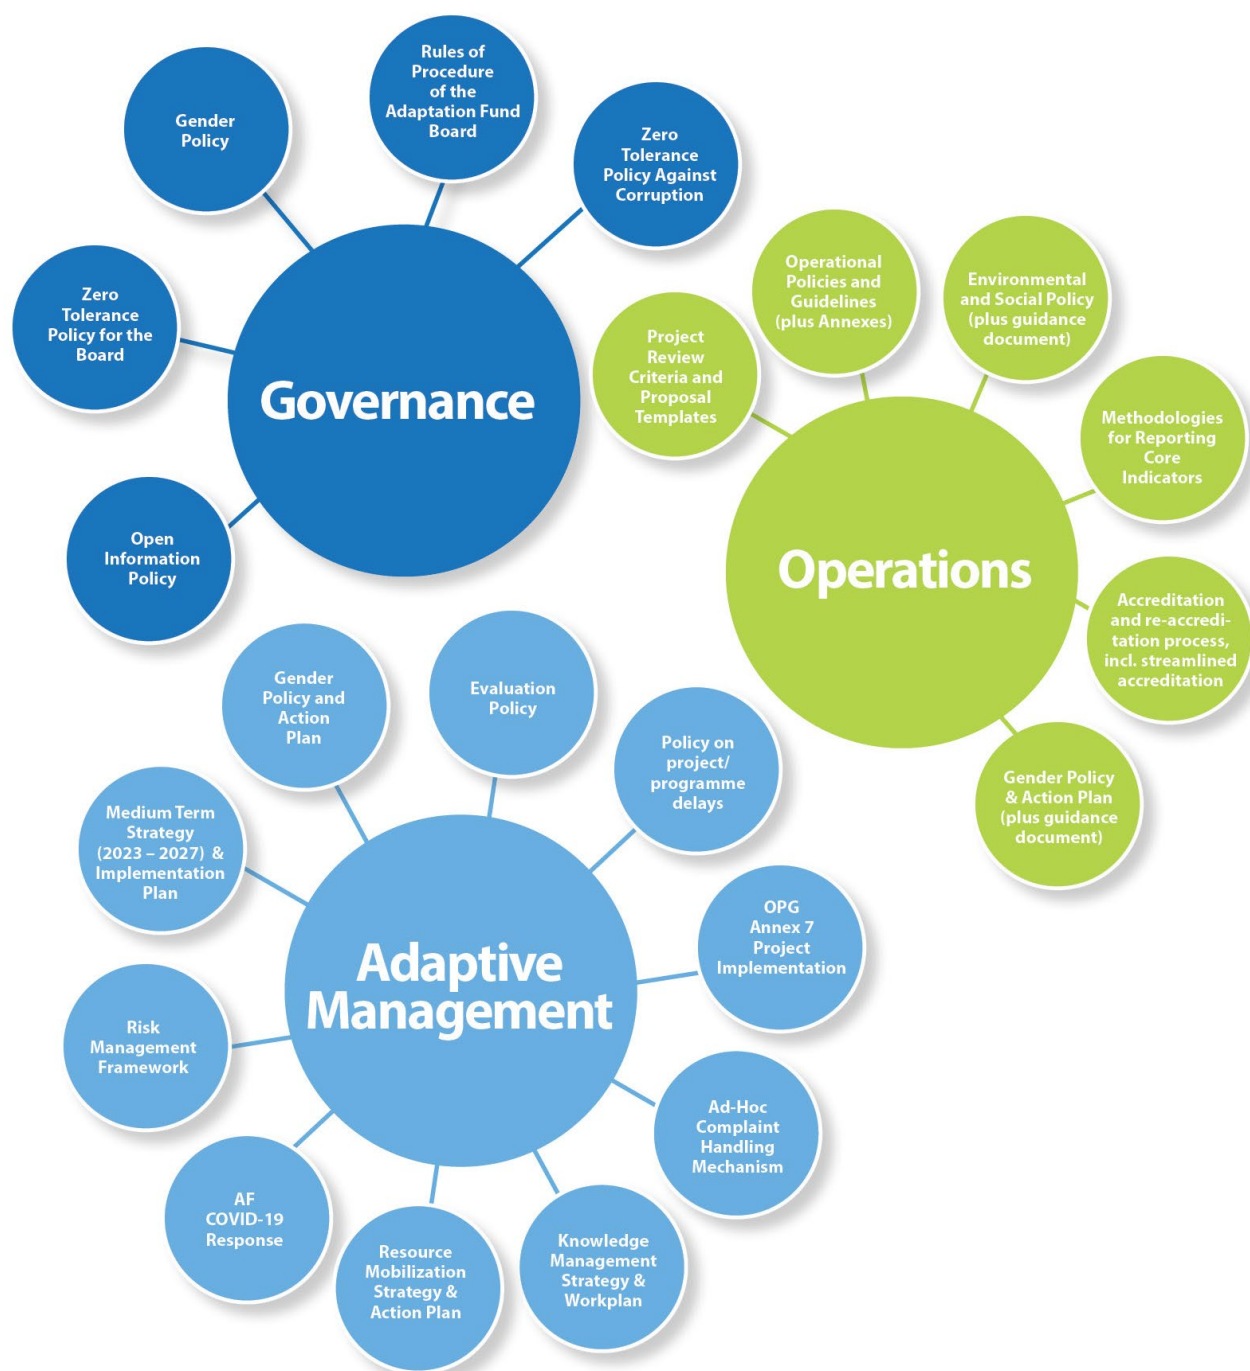 Governance
Gender
Policy
Rules of
Procedure
of the
Adaptation Fund
Board
Zero
Tolerance
Policy Against
Corruption
Zero
Tolerance
Policy for the
Board
Open
Information
Policy
Operations
Project
Review
Criteria and
Proposal
Templates
Operational
Policies and
Guidelines
(plus Annexes)
Environmental
and Social Policy
(plus guidance
document)
Methodologies
for Reporting
Core
Indicators
Accreditation
and re-accredi-
tation process,
incl. streamlined
accreditation
Gender Policy
& Action Plan
(plus guidance
document)
Adaptive
Management
Gender
Policy and
Action
Plan
Evaluation
Policy
Policy on
project/
programme
delays
Medium Term
Strategy
(2023 – 2027) &
Implementation
Plan
OPG
Annex 7
Project
Implementation
Risk
Management
Framework
Ad-Hoc
Complaint
Handling
Mechanism
AF
COVID-19
Response
Resource
Mobilization
Strategy &
Action Plan
Knowledge
Management
Strategy &
Workplan